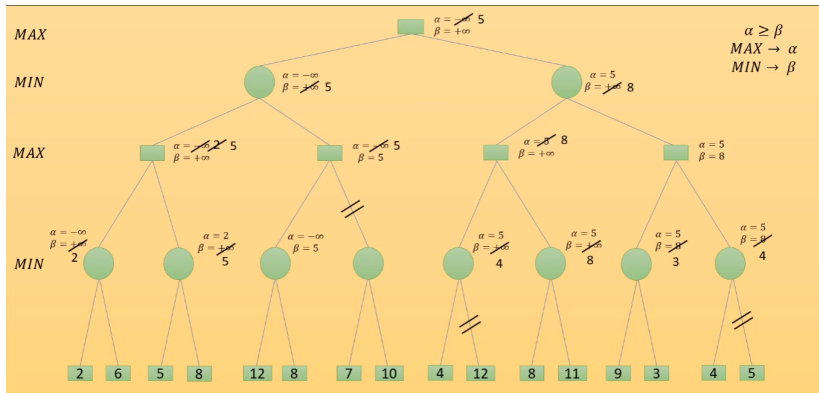 MAX
α = -∞ 5
β = +∞
α ≥ β
MAX → α
MIN → β
MIN
α = -∞
β = +∞ 5
α = 5
β = +∞ 8
MAX
α = -∞ 2 5
β = +∞
α = -∞ 5
β = 5
α = 5 8
β = +∞
α = 5
β = 8
MIN
α = -∞
β = +∞
2
α = 2
β = +∞
5
α = -∞
β = 5
α = 5
β = +∞
4
α = 5
β = +∞
8
α = 5
β = 8
3
α = 5
β = 8
4
2 6 5 8 12 8 7 10 4 12 8 11 9 3 4 5